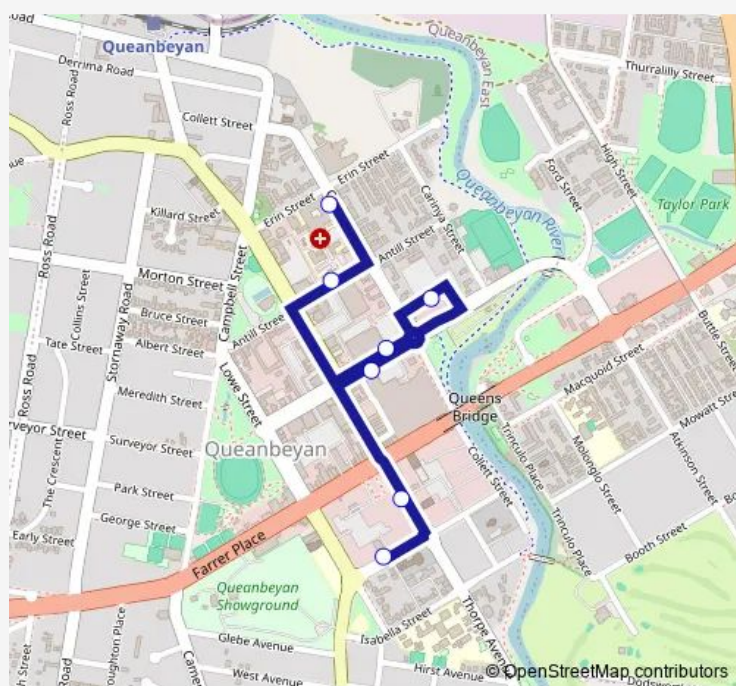 Queanbeyan
Derrima Road
Ross Road
Collett Street
Queanbeyan East
Thurralilly Street
High Street
Ford Street
Taylor Park
Erin Street
Erin Street
Carinya Street
Queanbeyan River
Killard Street
Antill Street
Ross Road
Morton Street
Campbell Street
Collins Street
Stornaway Road
Bruce Street
Antill Street
Tate Street
Albert Street
Lowe Street
Buttle Street
Ross Road
Meredith Street
Macquoid Street
Queens Bridge
Mowatt Street
rveyor Street
Surveyor Street
Queanbeyan
Trinculo Place
Molonglo Street
Atkinson Street
The Crescent
Park Street
Collett Street
George Street
Early Street
Farrer Place
Booth Street
Trinculo Place
Queanbeyan Showground
Isabella Street
Thorpe Avenue
Glebe Avenue
oughton Place
West Avenue
Hirst Avenue
© OpenStreetMap contributors